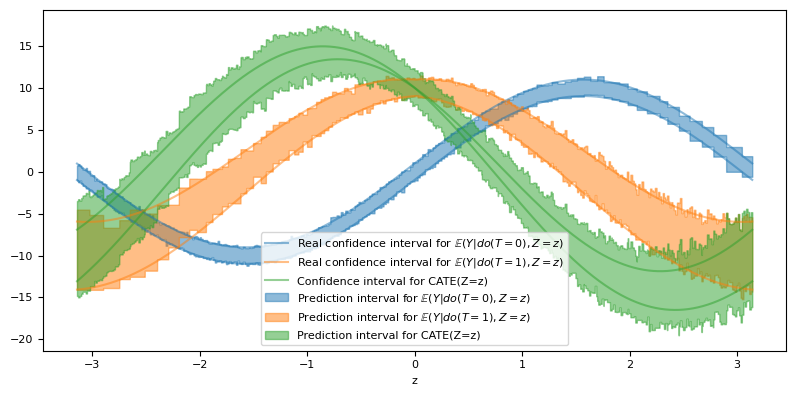 15
10
5
0
−5
−10
−15
−20
Real confidence interval for 𝔼(Y|do(T = 0), Z = z)
Real confidence interval for 𝔼(Y|do(T = 1), Z = z)
Confidence interval for CATE(Z=z)
Prediction interval for 𝔼(Y|do(T = 0), Z = z)
Prediction interval for 𝔼(Y|do(T = 1), Z = z)
Prediction interval for CATE(Z=z)
−3 −2 −1 0 1 2 3
z